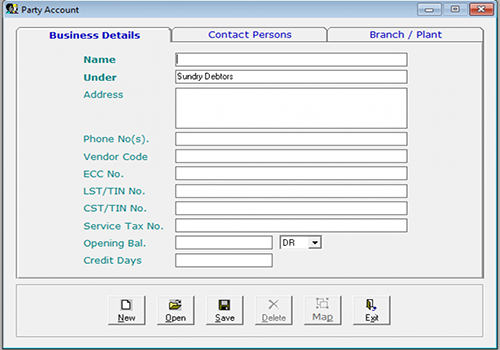 Party Account
Business Details
Contact Persons
Branch / Plant
Name
Under
Sundry Debtors
Address
Phone No(s).
Vendor Code
ECC No.
LST/TIN No.
CST/TIN No.
Service Tax No.
Opening Bal.
DR
Credit Days
New
Open
Save
Delete
Map
Exit